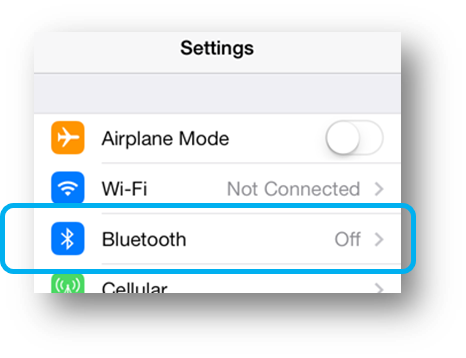 Settings
Airplane Mode
Wi-Fi Not Connected
Bluetooth Off
Cellular